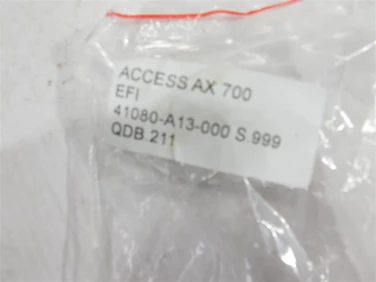 ACCESS AX 700
EFI
41080-A13-000 S.999
QDB.211